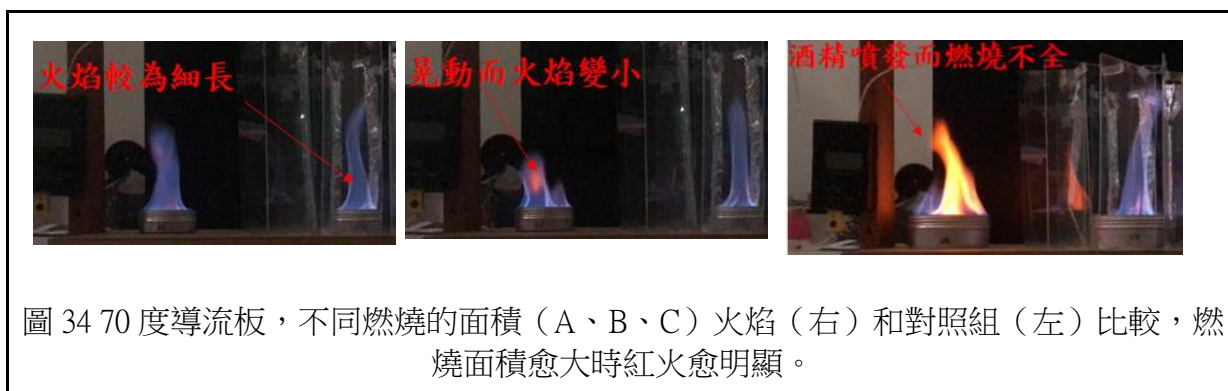 火焰較為細長
晃動而火焰變小
酒精噴發而燃燒不全
圖 34 70 度導流板，不同燃燒的面積（A、B、C）火焰（右）和對照組（左）比較，燃
燒面積愈大時紅火愈明顯。